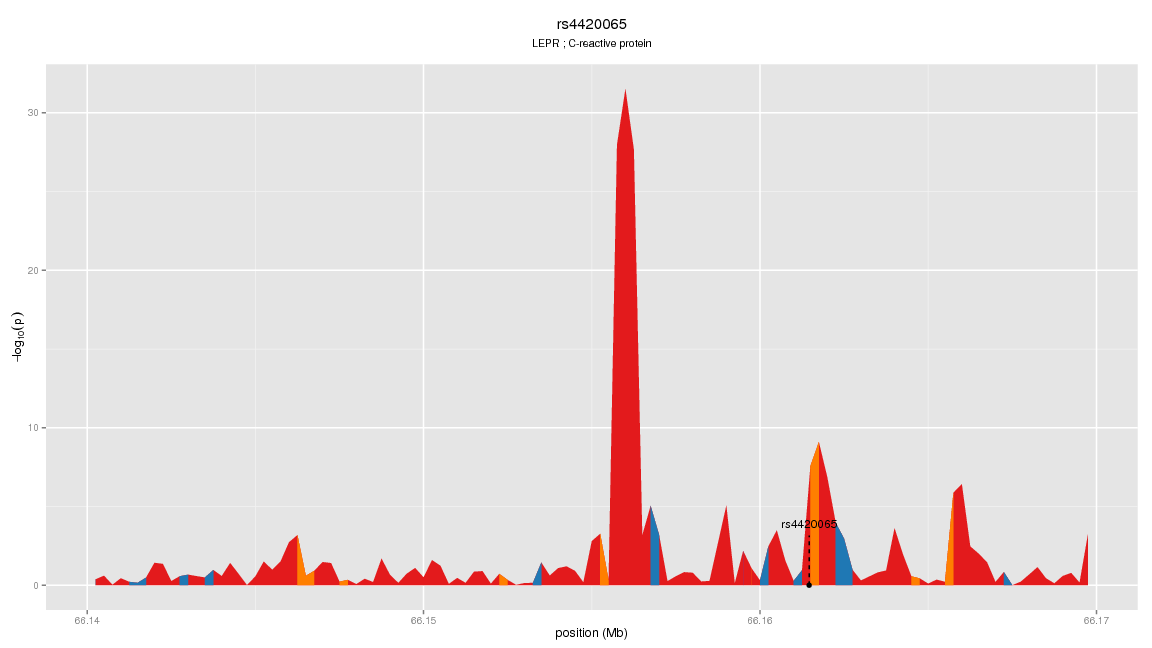 rs4420065
LEPR ; C-reactive protein
−log10(p)
30
20
10
0
rs4420065
66.14
66.15
66.16
66.17
position (Mb)